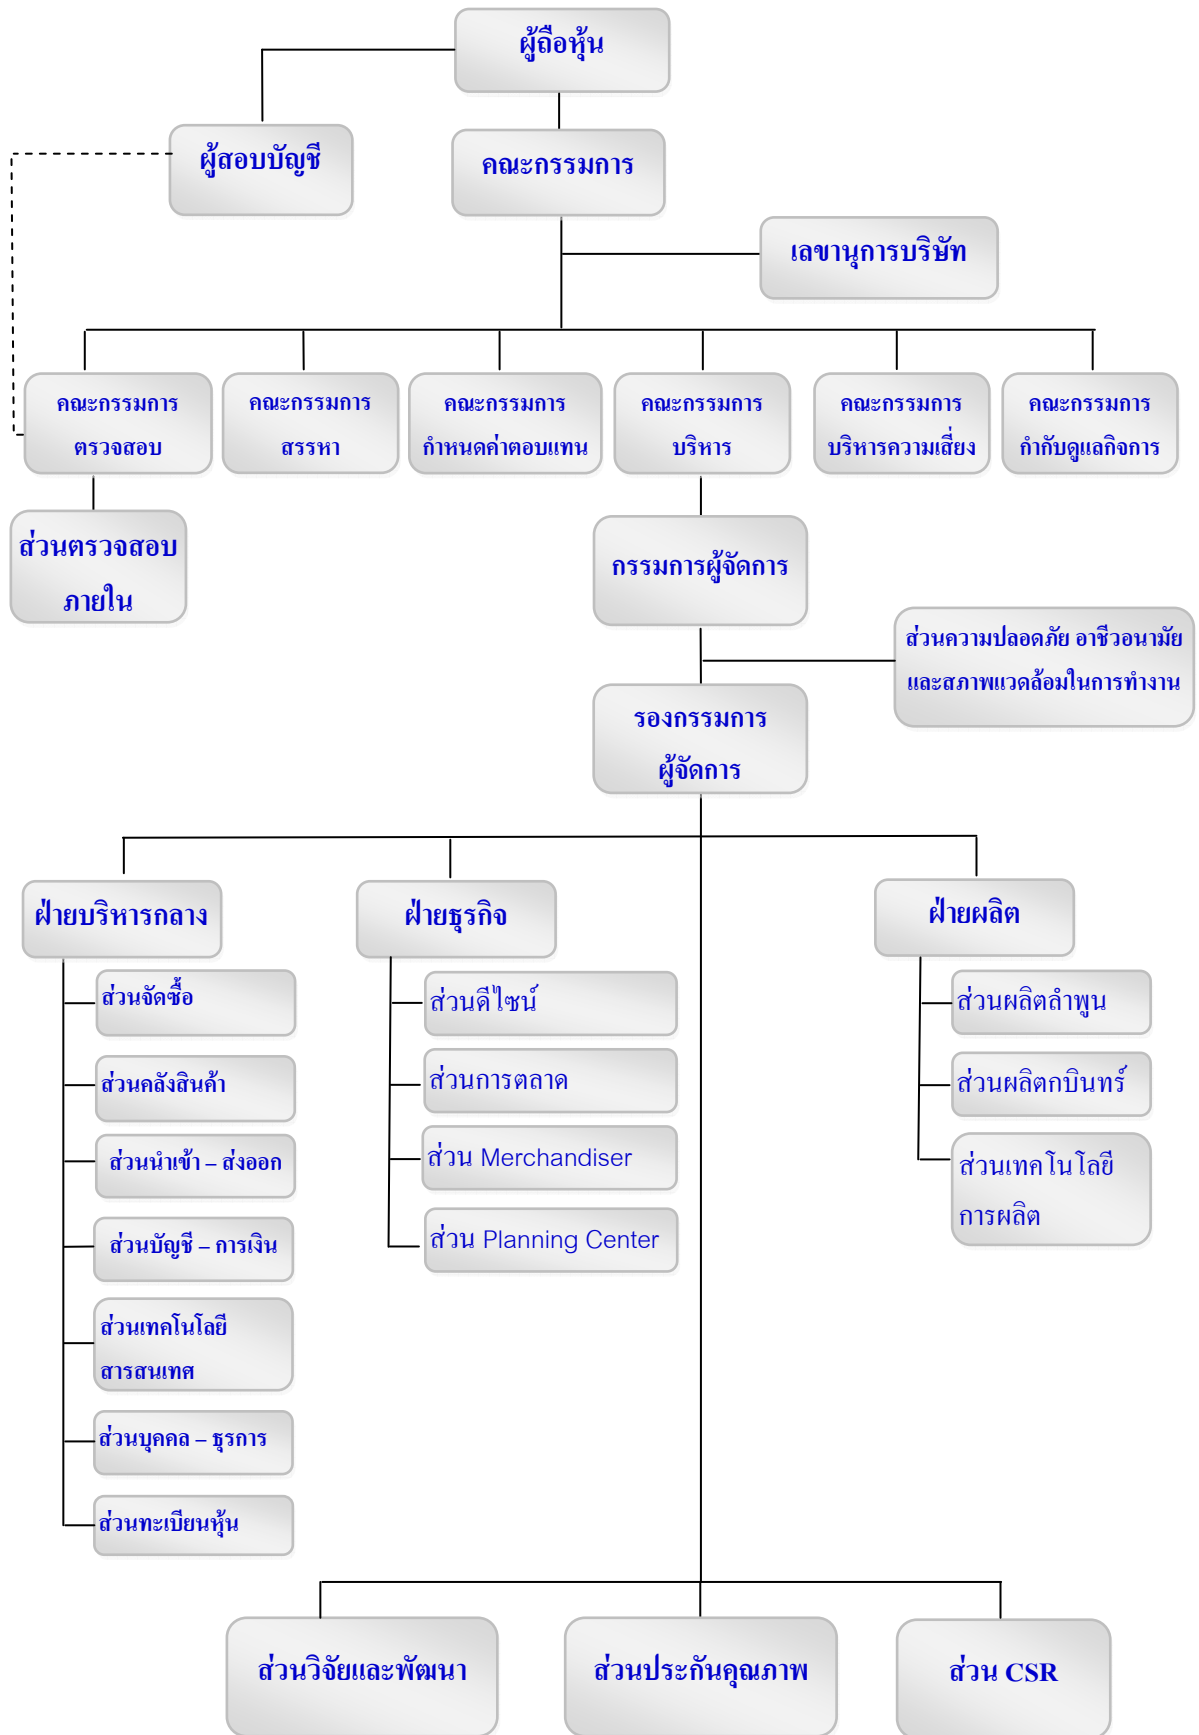 ผู้ถือหุ้น
ผู้สอบบัญชี
คณะกรรมการ
เลขานุการบริษัท
คณะกรรมการ
ตรวจสอบ
คณะกรรมการ
สรรหา
คณะกรรมการ
กำหนดค่าตอบแทน
คณะกรรมการ
บริหาร
คณะกรรมการ
บริหารความเสี่ยง
คณะกรรมการ
กำกับดูแลกิจการ
ส่วนตรวจสอบ
ภายใน
กรรมการผู้จัดการ
ส่วนความปลอดภัย อาชีวอนามัย
และสภาพแวดล้อมในการทำงาน
รองกรรมการ
ผู้จัดการ
ฝ่ายบริหารกลาง
ส่วนจัดซื้อ
ส่วนคลังสินค้า
ส่วนนำเข้า – ส่งออก
ส่วนบัญชี – การเงิน
ส่วนเทคโนโลยี
สารสนเทศ
ส่วนบุคคล – ธุรการ
ส่วนทะเบียนหุ้น
ฝ่ายธุรกิจ
ส่วนดีไซน์
ส่วนการตลาด
ส่วน Merchandiser
ส่วน Planning Center
ฝ่ายผลิต
ส่วนผลิตลำพูน
ส่วนผลิตกบินทร์
ส่วนเทคโนโลยี
การผลิต
ส่วนวิจัยและพัฒนา
ส่วนประกันคุณภาพ
ส่วน CSR